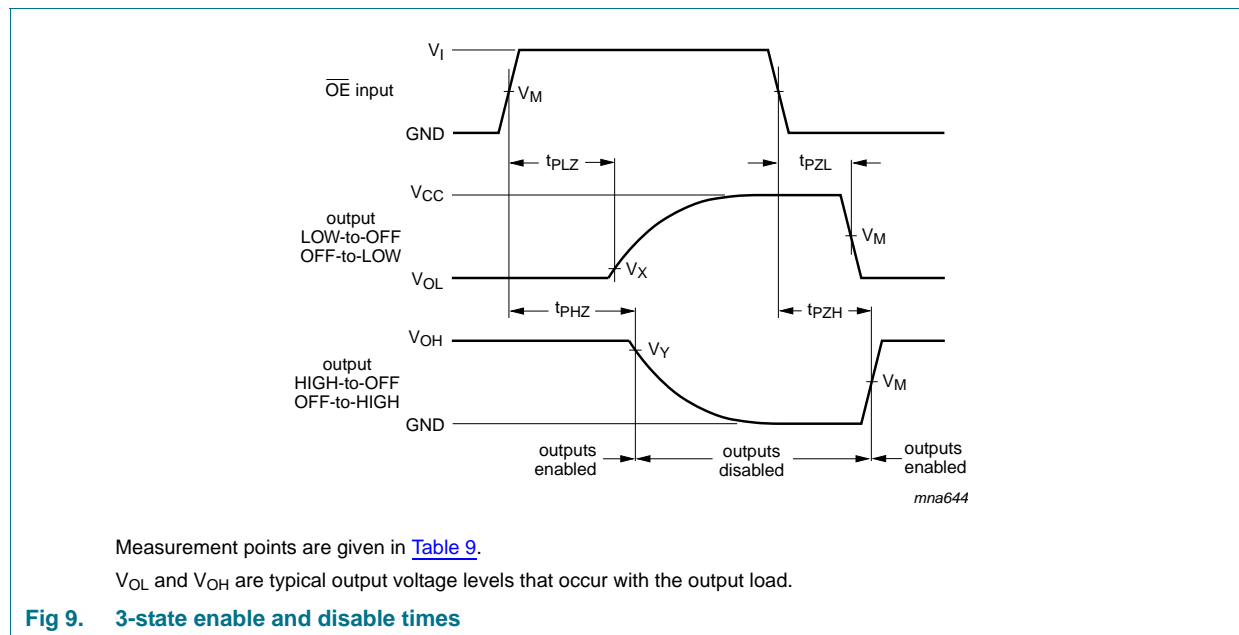 V_I
OE input
V_M
GND
t_PLZ
t_PZL
V_CC
output
LOW-to-OFF
OFF-to-LOW
V_M
V_X
V_OL
t_PHZ
t_PZH
V_OH
V_Y
output
HIGH-to-OFF
OFF-to-HIGH
V_M
GND
outputs
enabled
outputs
disabled
outputs
enabled
mna644
Measurement points are given in Table 9.
V_OL and V_OH are typical output voltage levels that occur with the output load.
Fig 9. 3-state enable and disable times